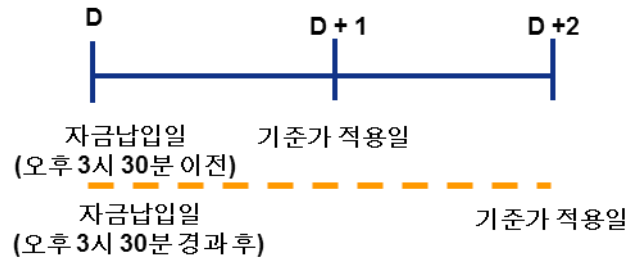 D D + 1 D +2
자금납입일 기준가 적용일
(오후 3시 30분 이전)
자금납입일 기준가 적용일
(오후 3시 30분 경과 후)